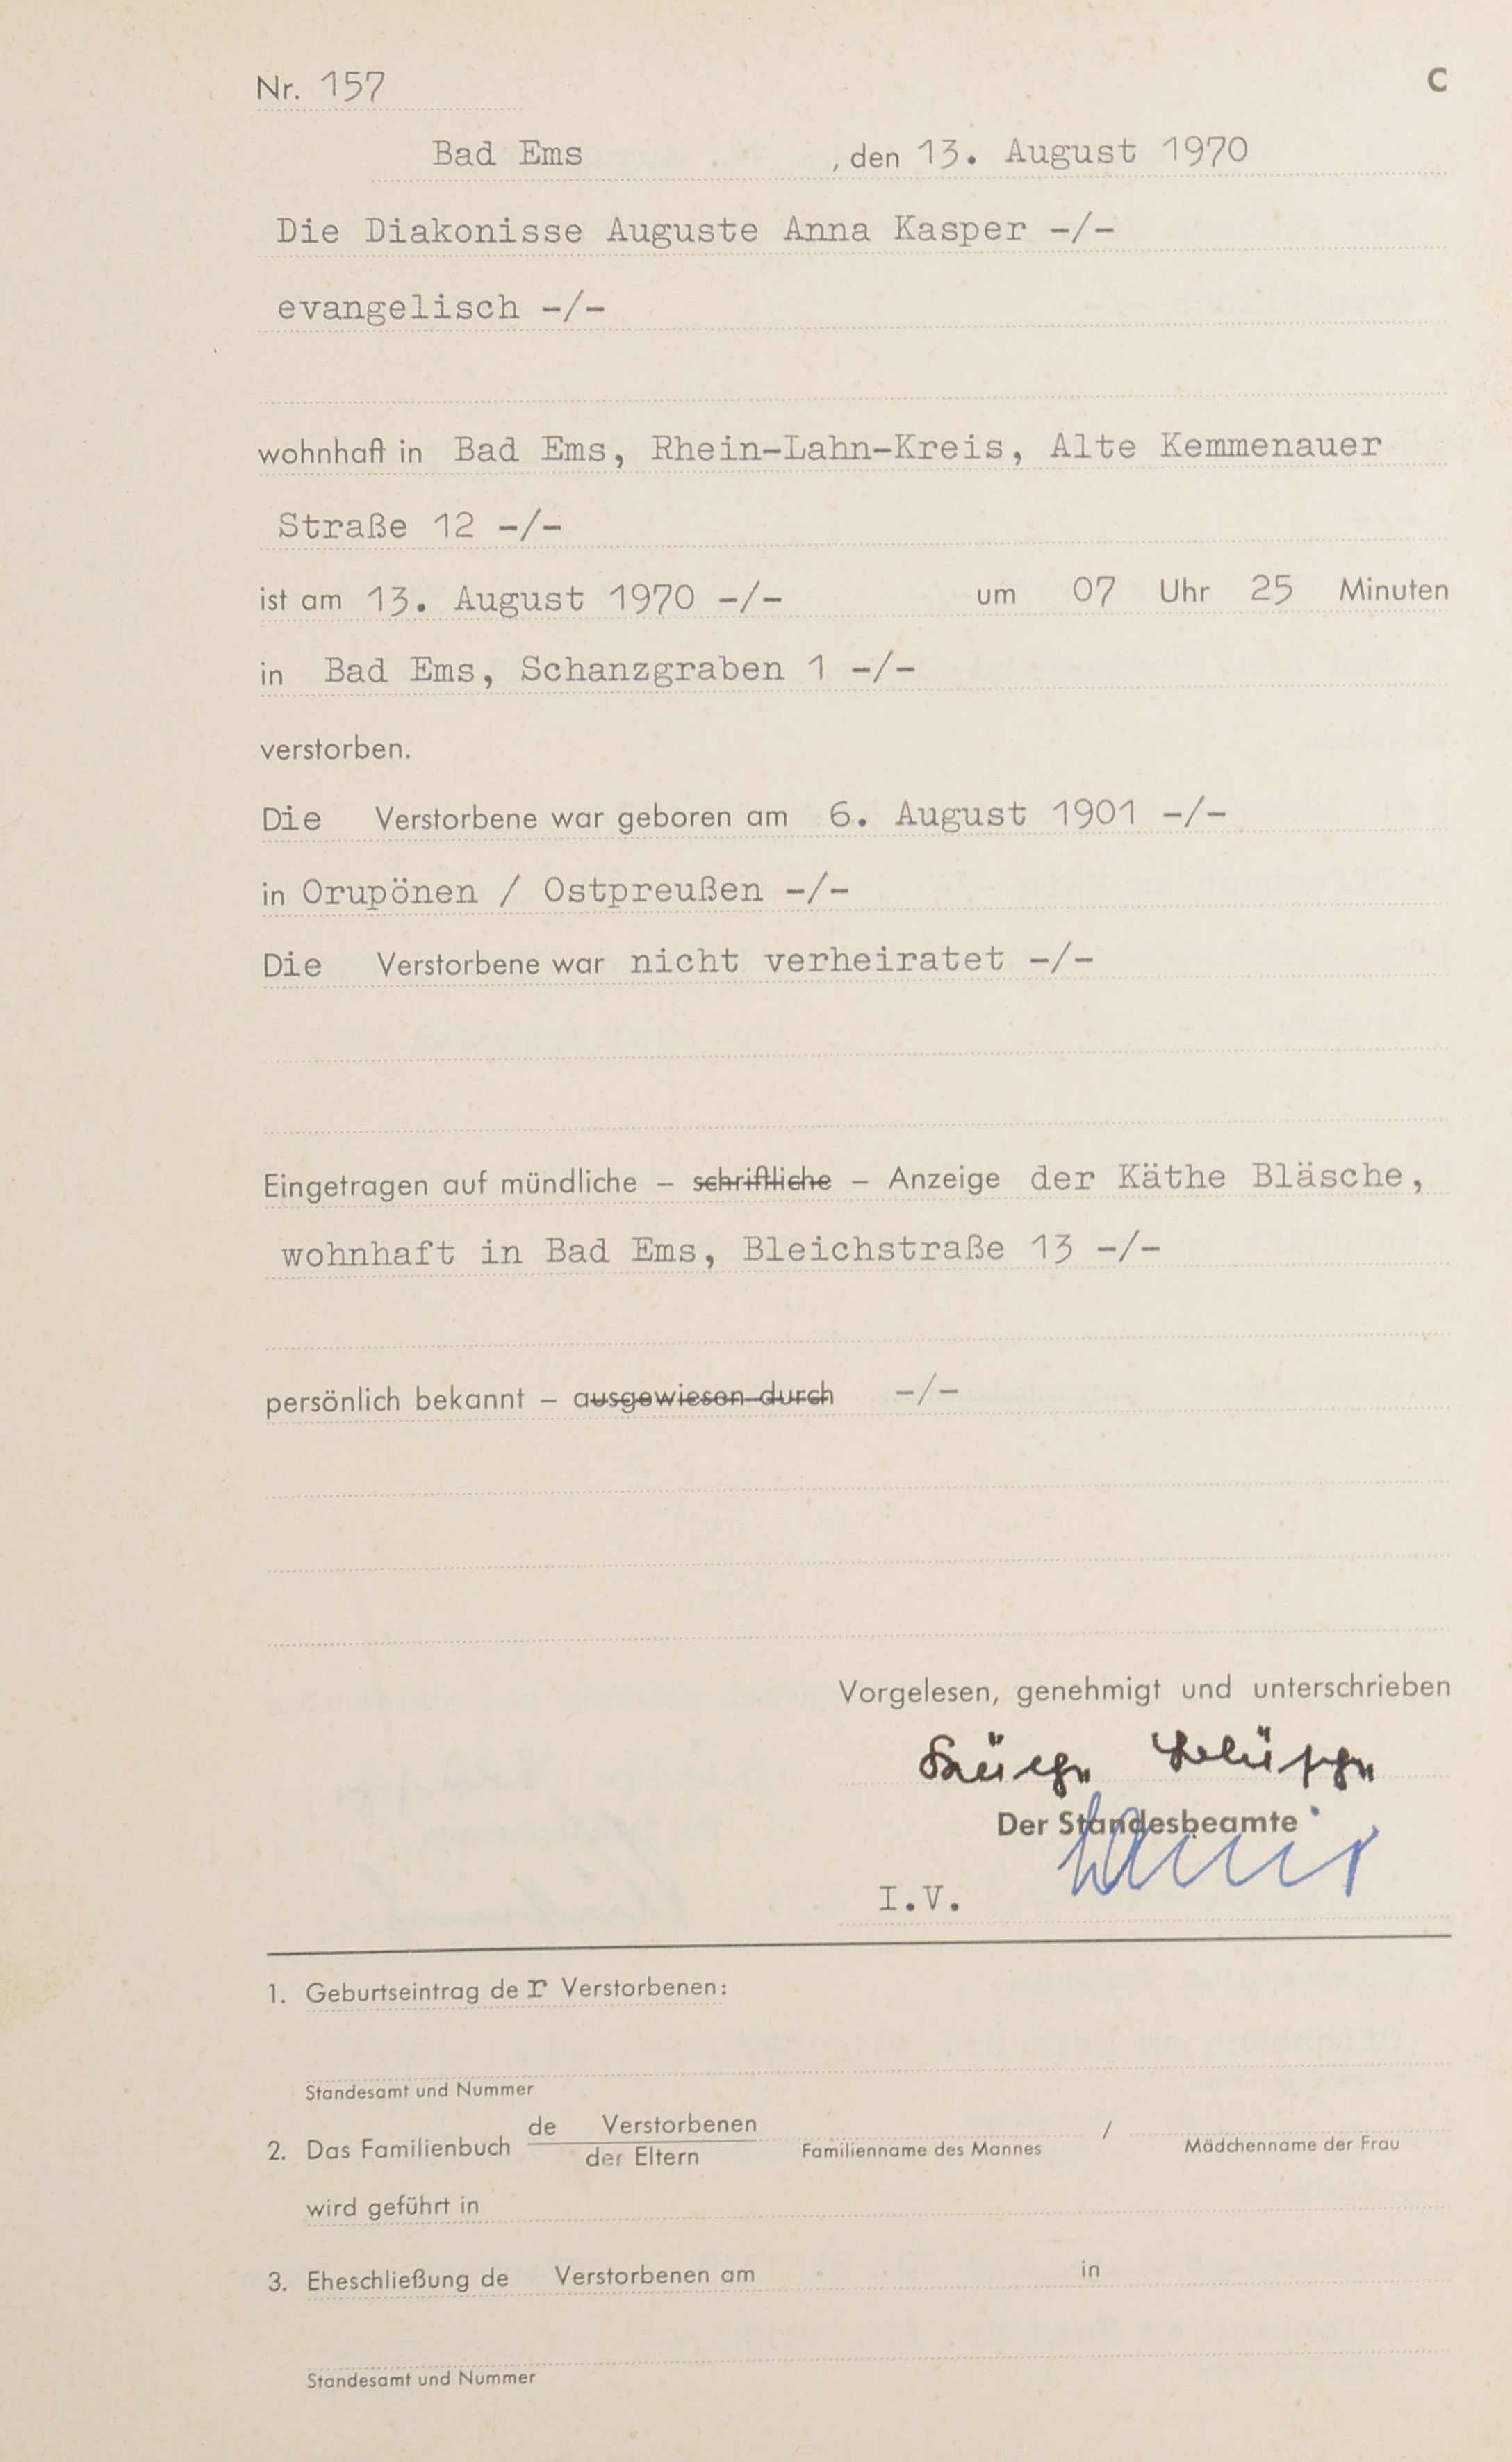 Nr. 157
C
Bad Ems , den 13. August 1970
Die Diakonisse Auguste Anna Kasper -/-
evangelisch -/-
wohnhaft in Bad Ems, Rhein-Lahn-Kreis, Alte Kemmenauer
Straße 12 -/-
ist am 13. August 1970 -/- um 07 Uhr 25 Minuten
in Bad Ems, Schanzgraben 1 -/-
verstorben.
Die Verstorbene war geboren am 6. August 1901 -/-
in Orupönen / Ostpreußen -/-
Die Verstorbene war nicht verheiratet -/-
Eingetragen auf mündliche – schriftliche – Anzeige der Käthe Bläsche,
wohnhaft in Bad Ems, Bleichstraße 13 -/-
persönlich bekannt – ausgewiesen durch -/-
Vorgelesen, genehmigt und unterschrieben
Der Standesbeamte
I.V.
1. Geburtseintrag der Verstorbenen:
Standesamt und Nummer
2. Das Familienbuch de Verstorbenen / 
der Eltern Familienname des Mannes Mädchenname der Frau
wird geführt in
3. Eheschließung de Verstorbenen am in
Standesamt und Nummer